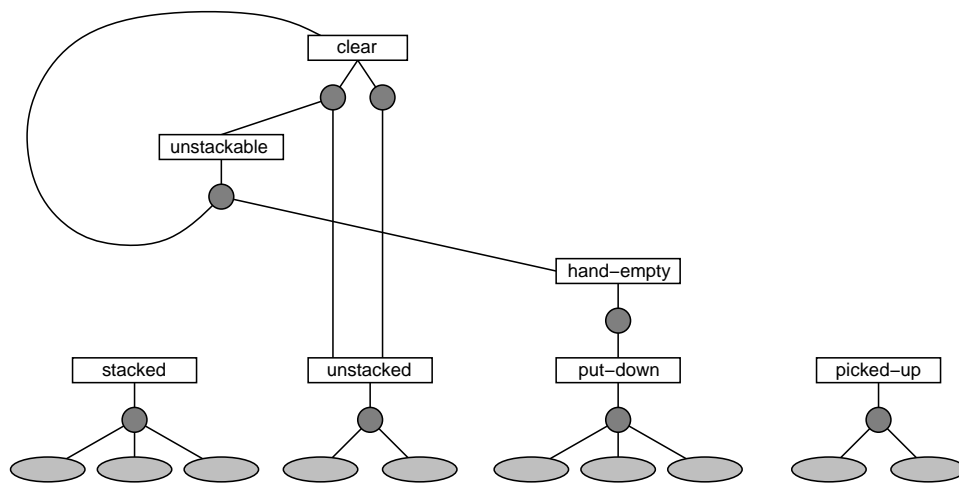 clear
unstackable
hand−empty
stacked
unstacked
put−down
picked−up